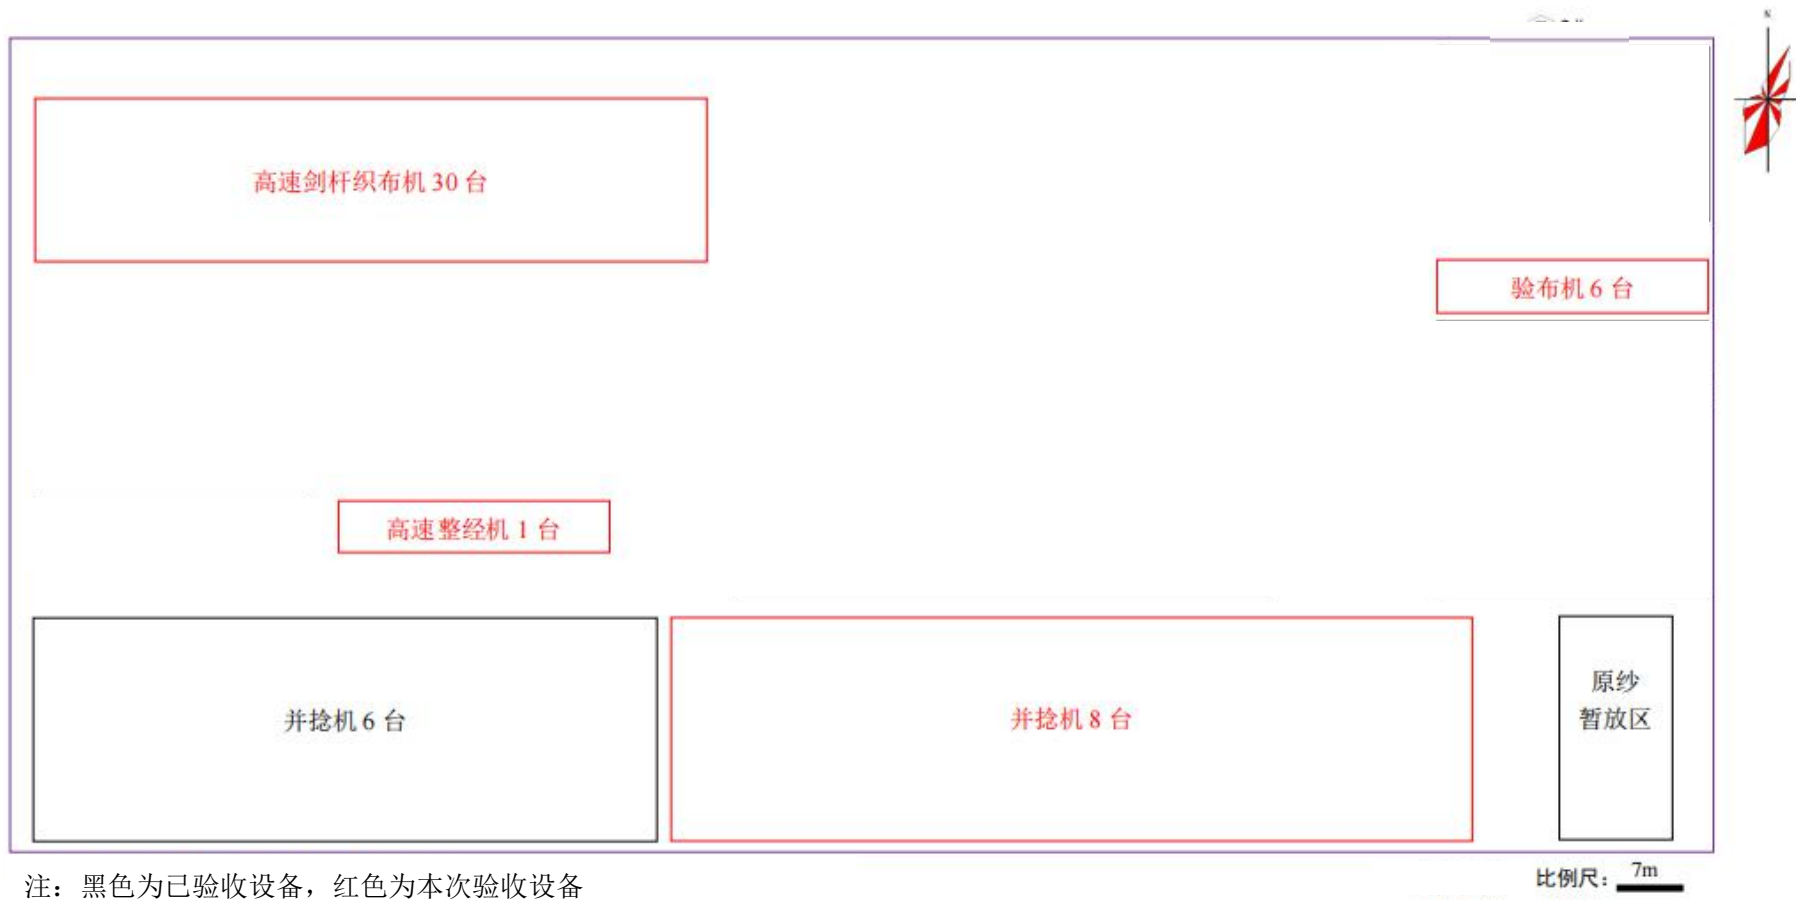 N
高速剑杆织布机 30 台
验布机 6 台
高速整经机 1 台
并捻机 6 台
并捻机 8 台
原纱
暂放区
注：黑色为已验收设备，红色为本次验收设备
比例尺： 7m